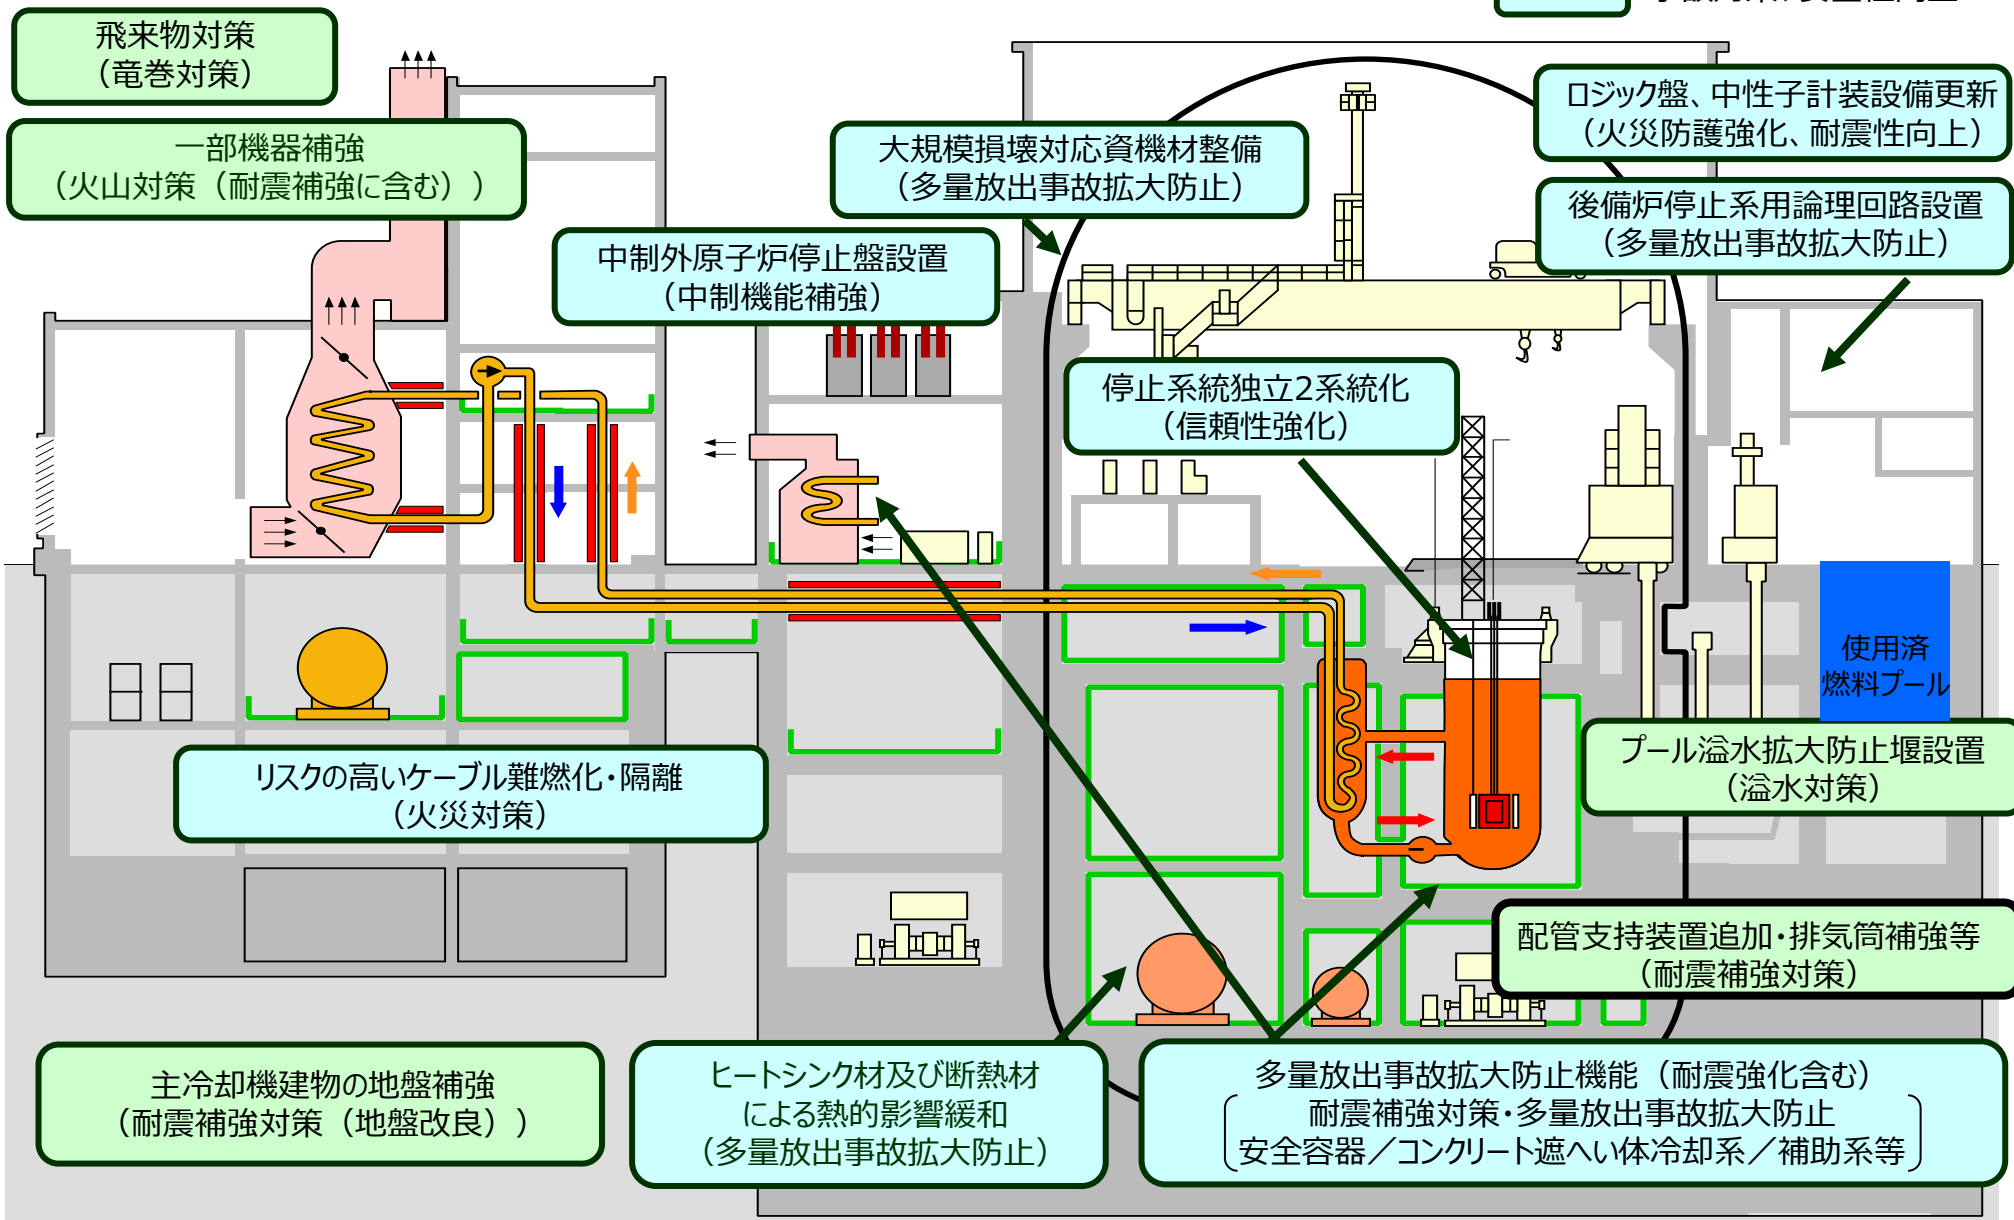 飛来物対策
（竜巻対策）
一部機器補強
（火山対策（耐震補強に含む））
大規模損壊対応資機材整備
（多量放出事故拡大防止）
ロジック盤、中性子計装設備更新
（火災防護強化、耐震性向上）
後備炉停止系用論理回路設置
（多量放出事故拡大防止）
中制外原子炉停止盤設置
（中制機能補強）
停止系統独立2系統化
（信頼性強化）
使用済
燃料プール
プール溢水拡大防止堰設置
（溢水対策）
リスクの高いケーブル難燃化・隔離
（火災対策）
配管支持装置追加・排気筒補強等
（耐震補強対策）
主冷却機建物の地盤補強
（耐震補強対策（地盤改良））
ヒートシンク材及び断熱材
による熱的影響緩和
（多量放出事故拡大防止）
多量放出事故拡大防止機能（耐震強化含む）
耐震補強対策・多量放出事故拡大防止
安全容器／コンクリート遮へい体冷却系／補助系等